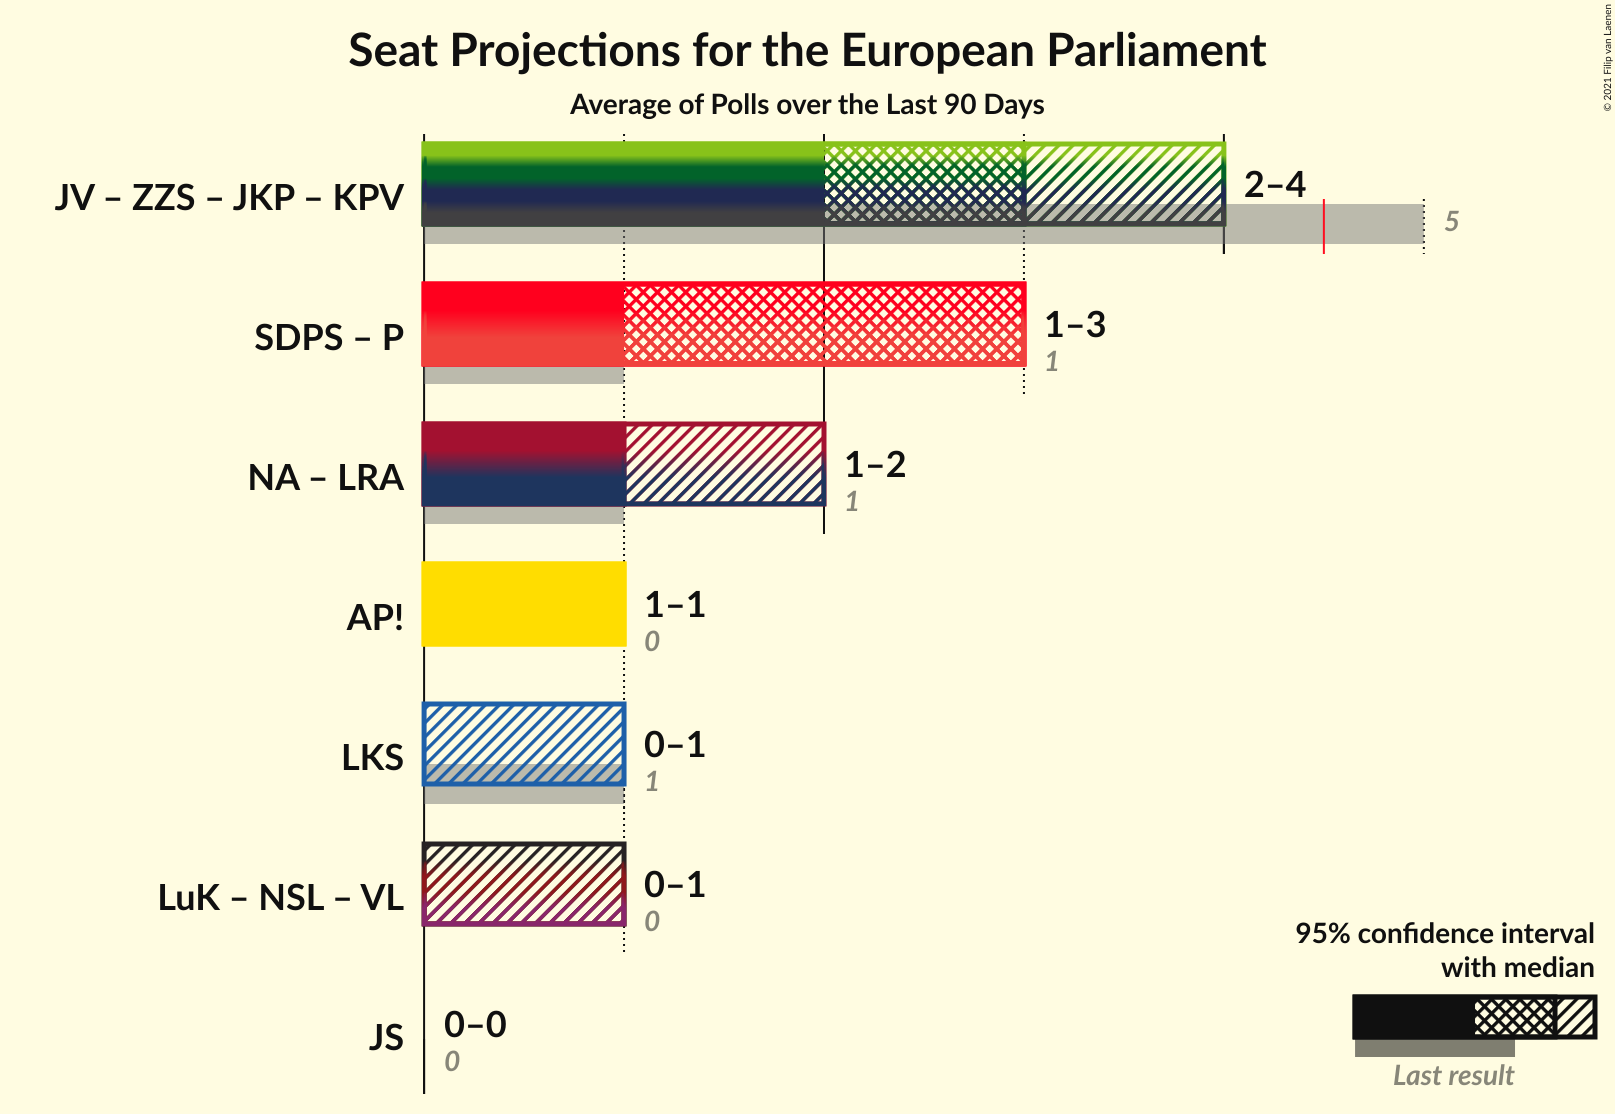 Seat Projections for the European Parliament
Average of Polls over the Last 90 Days
© 2021 Filip van Laenen
JV – ZZS – JKP – KPV
2–4
5
SDPS – P
1–3
1
NA – LRA
1–2
1
AP!
1–1
0
LKS
0–1
1
LuK – NSL – VL
0–1
0
JS
0–0
0
95% confidence interval
with median
Last result